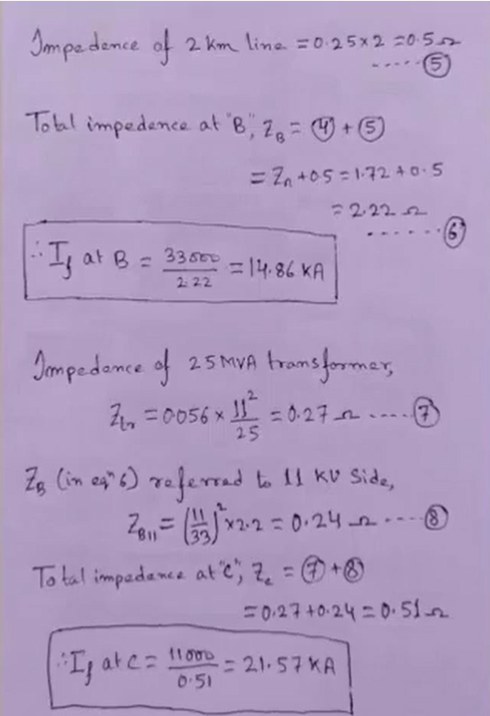 Impedence of 2 km line = 0.25×2 = 0.5 Ω
..... ⑤
Total impedence at "B", Z_B = ④ + ⑤
= Z_n + 0.5 = 1.72 + 0.5
= 2.22 Ω
...... ⑥
∴ I_f at B = 33000/2.22 = 14.86 KA
Impedance of 25 MVA transformer,
Z_tr = 0.056 × 11²/25 = 0.27 Ω .... ⑦
Z_B (in eqⁿ 6) referred to 11 KV Side,
Z_B11 = (11/33)² × 2.2 = 0.24 Ω .... ⑧
Total impedance at "C", Z_c = ⑦ + ⑧
= 0.27 + 0.24 = 0.51 Ω
∴ I_f at C = 11000/0.51 = 21.57 KA